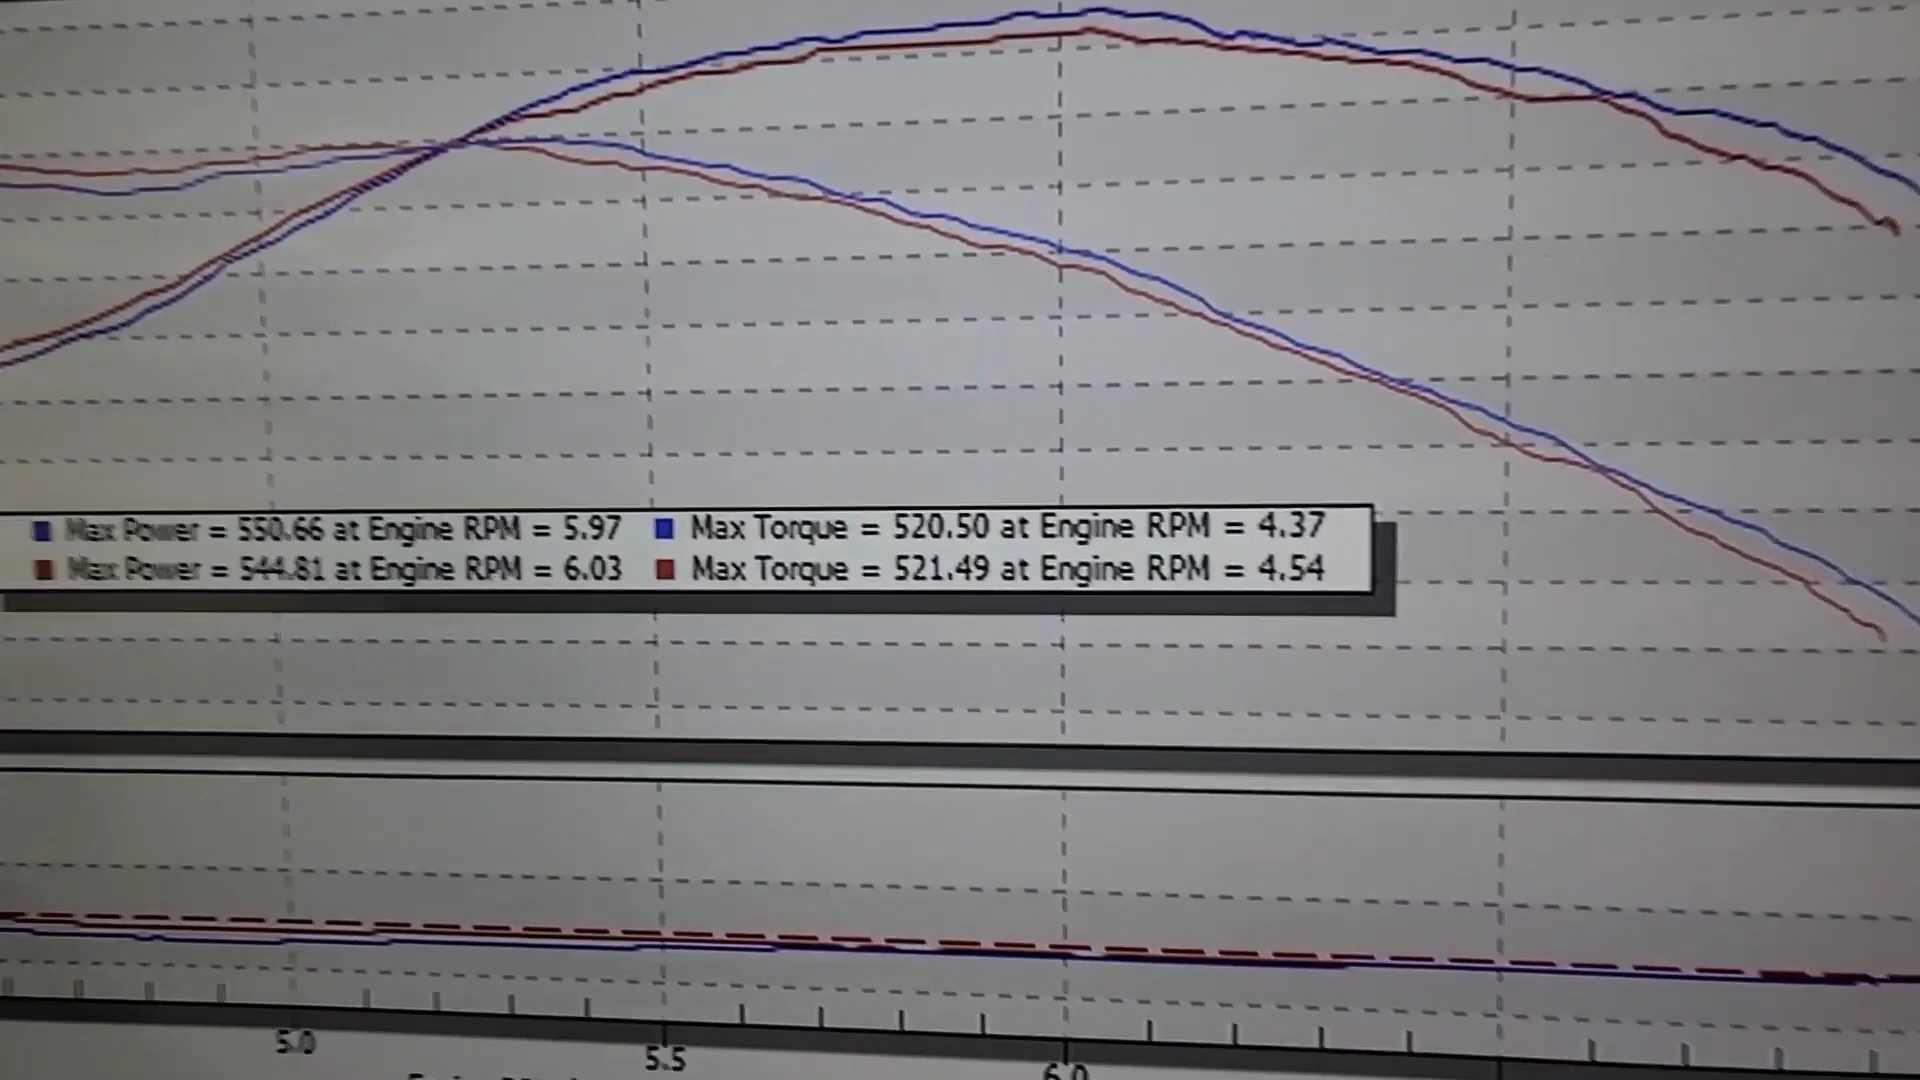 Max Power = 550.66 at Engine RPM = 5.97 Max Torque = 520.50 at Engine RPM = 4.37
Max Power = 544.81 at Engine RPM = 6.03 Max Torque = 521.49 at Engine RPM = 4.54
5.0 5.5 6.0